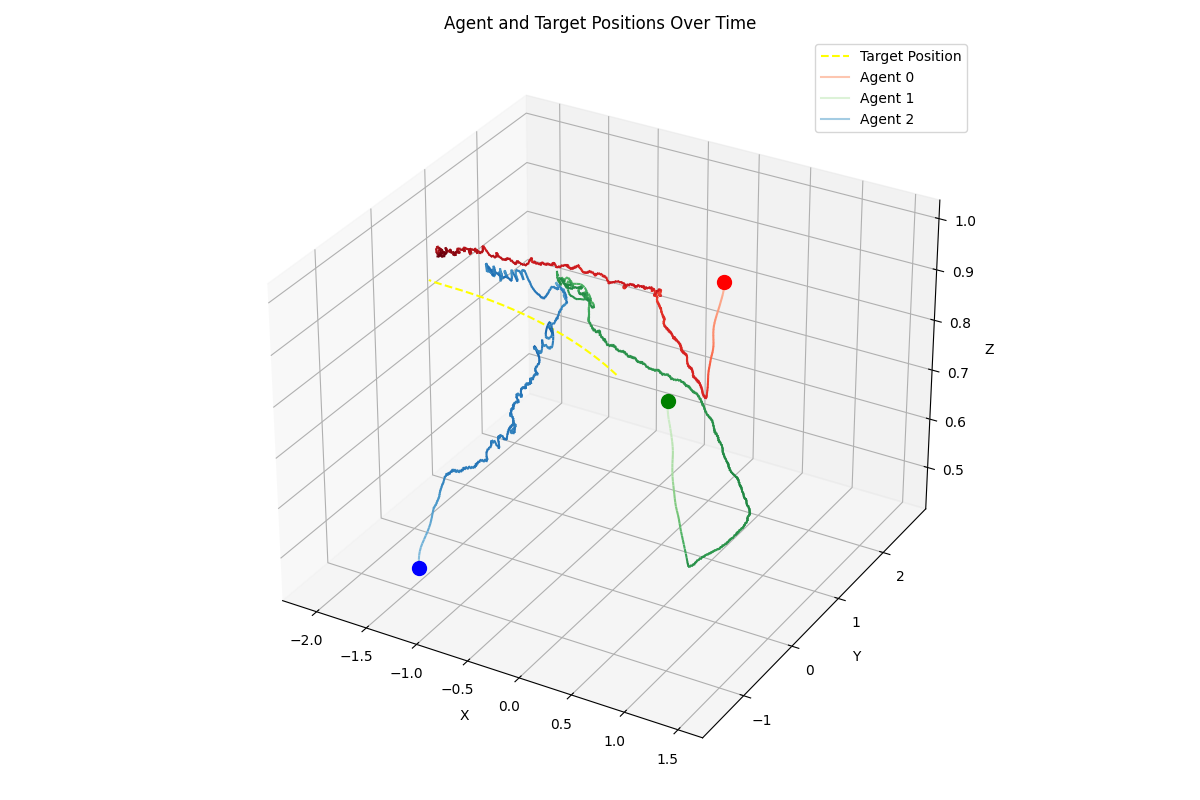 Agent and Target Positions Over Time
Target Position
Agent 0
Agent 1
Agent 2
1.0
0.9
0.8
0.7
0.6
0.5
Z
2
1
0
−1
Y
−2.0
−1.5
−1.0
−0.5
0.0
0.5
1.0
1.5
X